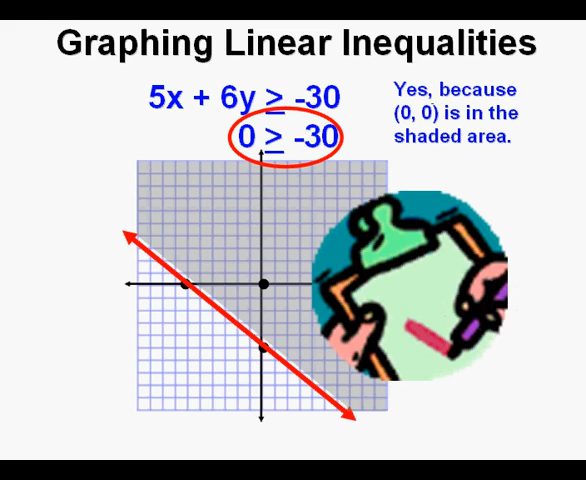 Graphing Linear Inequalities
5x + 6y ≥ -30
0 ≥ -30
Yes, because
(0, 0) is in the
shaded area.